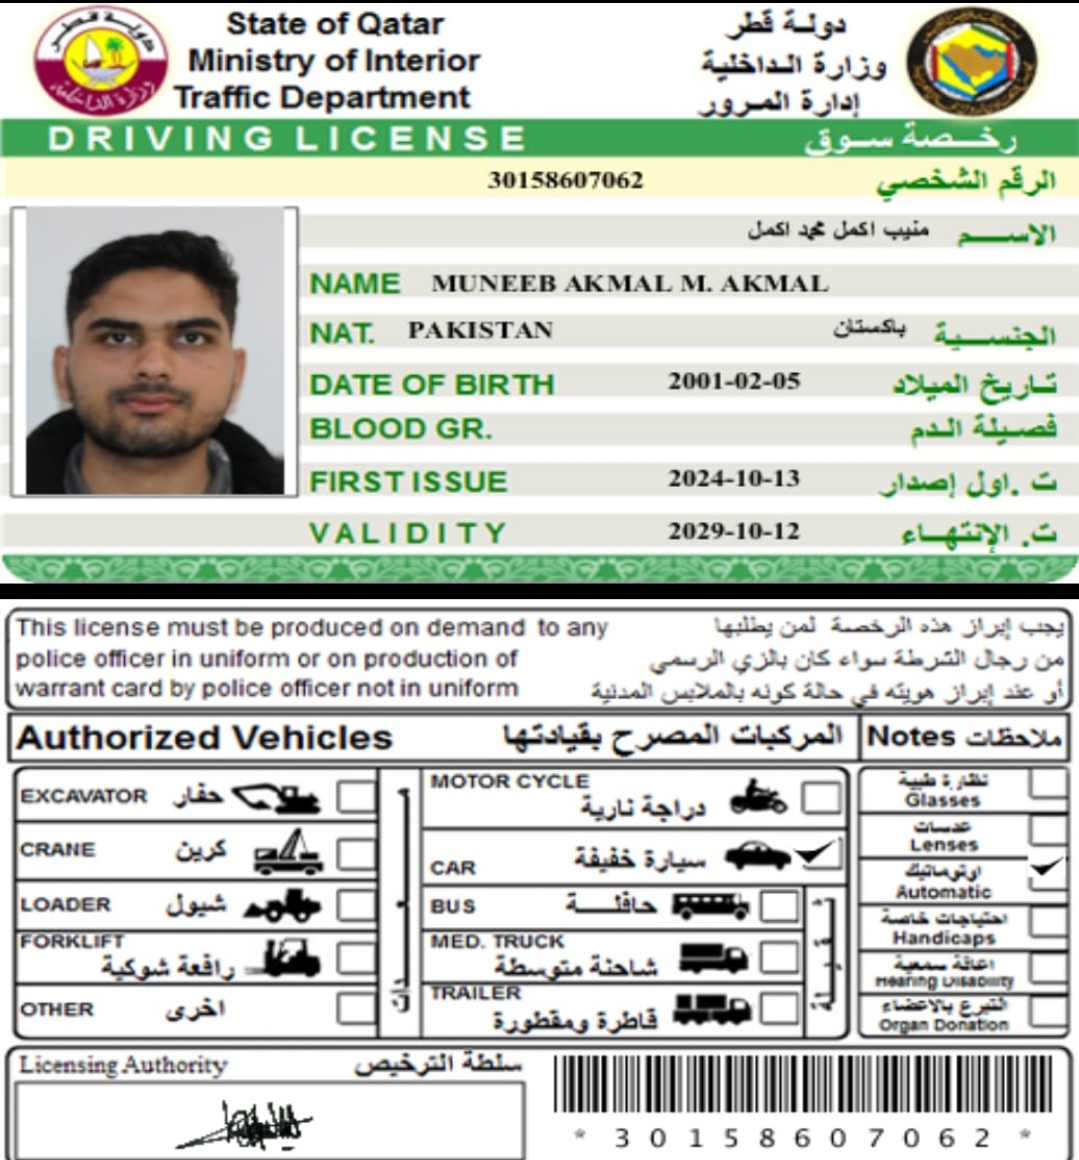 State of Qatar
Ministry of Interior
Traffic Department
دولة قطر
وزارة الداخلية
إدارة المرور
DRIVING LICENSE رخصة سوق
30158607062 الرقم الشخصي
الاسم منيب اكمل محمد اكمل
NAME MUNEEB AKMAL M. AKMAL
NAT. PAKISTAN باكستان الجنسية
DATE OF BIRTH 2001-02-05 تاريخ الميلاد
BLOOD GR. فصيلة الدم
FIRST ISSUE 2024-10-13 ت .اول إصدار
VALIDITY 2029-10-12 ت. الإنتهاء
This license must be produced on demand to any
police officer in uniform or on production of
warrant card by police officer not in uniform
يجب إبراز هذه الرخصة لمن يطلبها
من رجال الشرطة سواء كان بالزي الرسمي
أو عند إبراز هويته في حالة كونه بالملابس المدنية
Authorized Vehicles المركبات المصرح بقيادتها
Notes ملاحظات
EXCAVATOR حفار
CRANE كرين
LOADER شيول
FORKLIFT رافعة شوكية
OTHER اخرى
معدات
MOTOR CYCLE دراجة نارية
CAR سيارة خفيفة
BUS حافلة
MED. TRUCK شاحنة متوسطة
TRAILER قاطرة ومقطورة
ثقيلة
نظارة طبية
Glasses
عدسات
Lenses
اوتوماتيك
Automatic
احتياجات خاصة
Handicaps
اعاقة سمعية
Hearing Disability
التبرع بالاعضاء
Organ Donation
Licensing Authority سلطة الترخيص
* 3 0 1 5 8 6 0 7 0 6 2 *